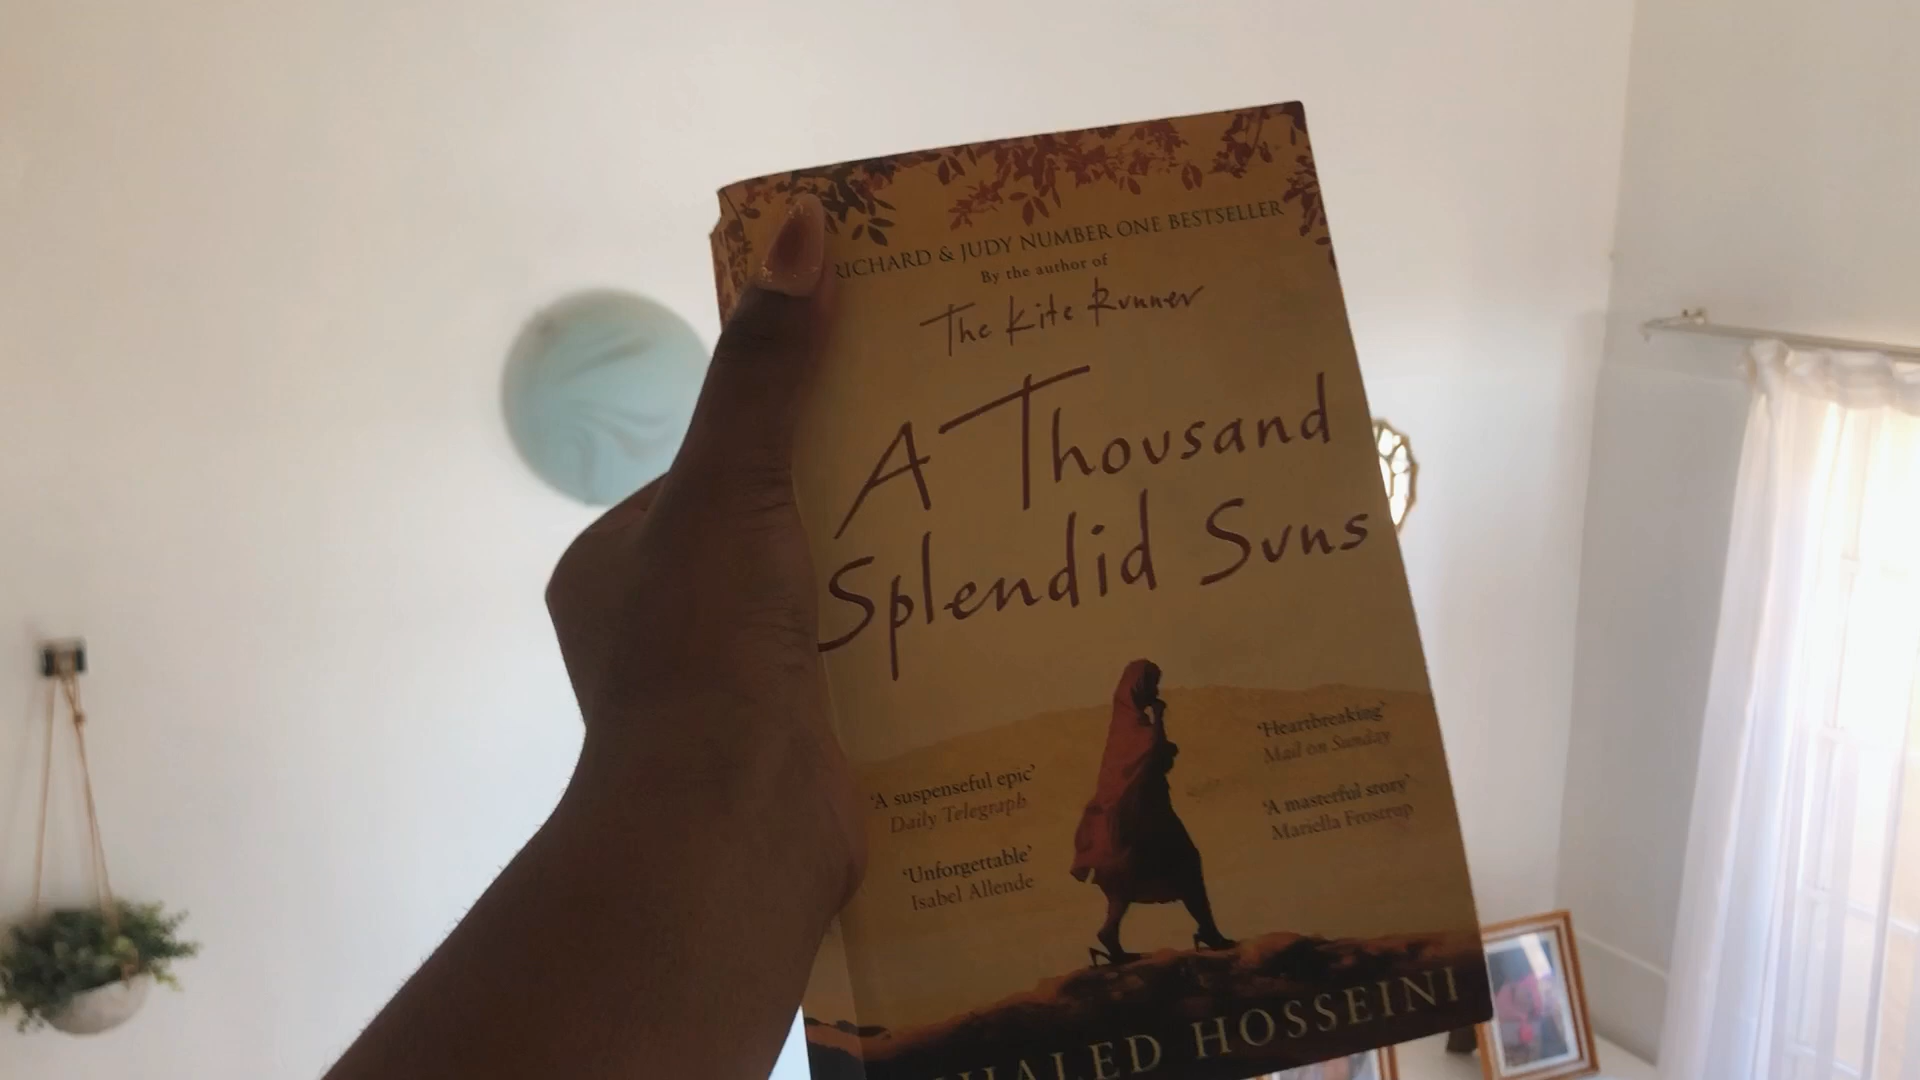 RICHARD & JUDY NUMBER ONE BESTSELLER
By the author of
The Kite Runner
A Thousand
Splendid Suns
'Heartbreaking'
Mail on Sunday
'A suspenseful epic'
Daily Telegraph
'A masterful story'
Mariella Frostrup
'Unforgettable'
Isabel Allende
HALED HOSSEINI